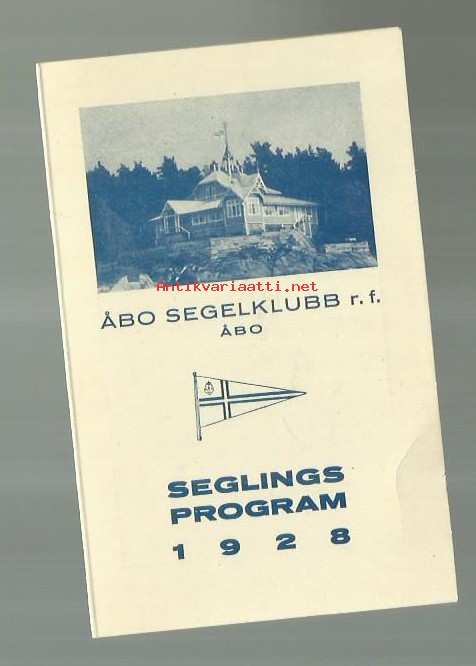 Antikvariaatti.net
ÅBO SEGELKLUBB r. f.
ÅBO
SEGLINGS
PROGRAM
1928